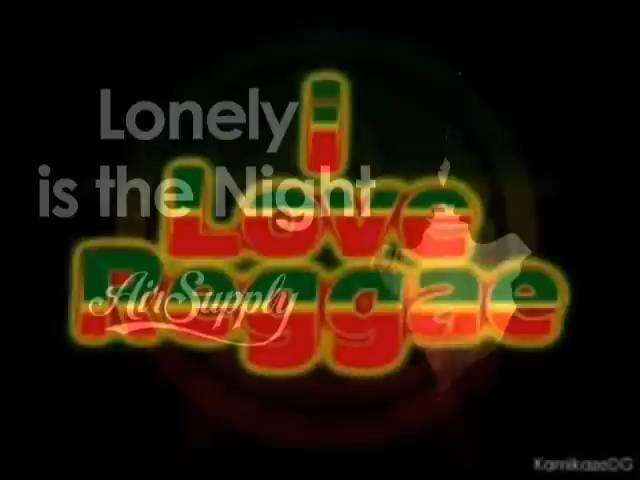 Lonely
is the Night
Air Supply
I
Love
Reggae
KamikazeDG